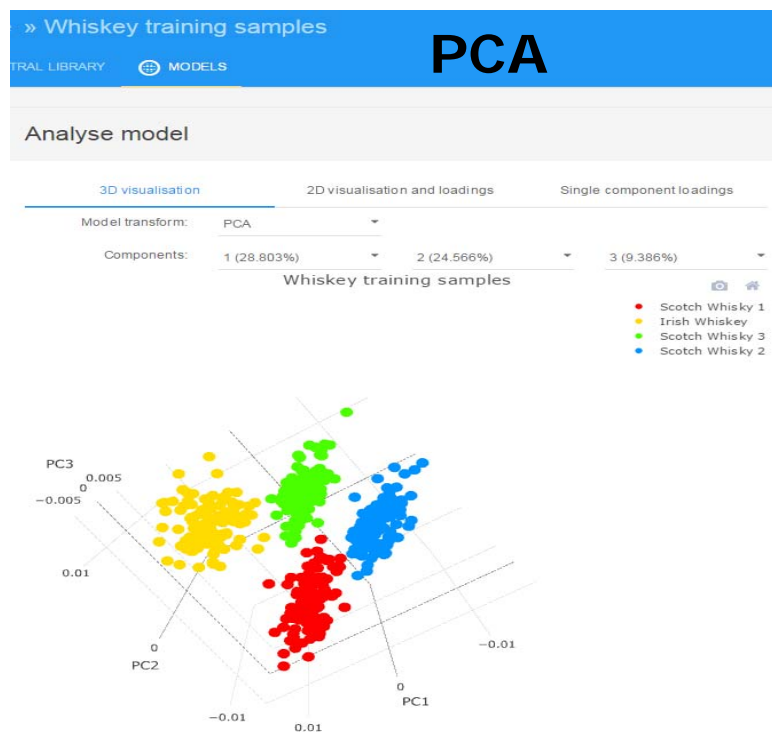 » Whiskey training samples
PCA
TRAL LIBRARY MODELS
Analyse model
3D visualisation 2D visualisation and loadings Single component loadings
Model transform: PCA
Components: 1 (28.803%) 2 (24.566%) 3 (9.386%)
Whiskey training samples
Scotch Whisky 1
Irish Whiskey
Scotch Whisky 3
Scotch Whisky 2
PC3
0.005
0
−0.005
0.01
0
PC2
−0.01
0.01
0
PC1
−0.01